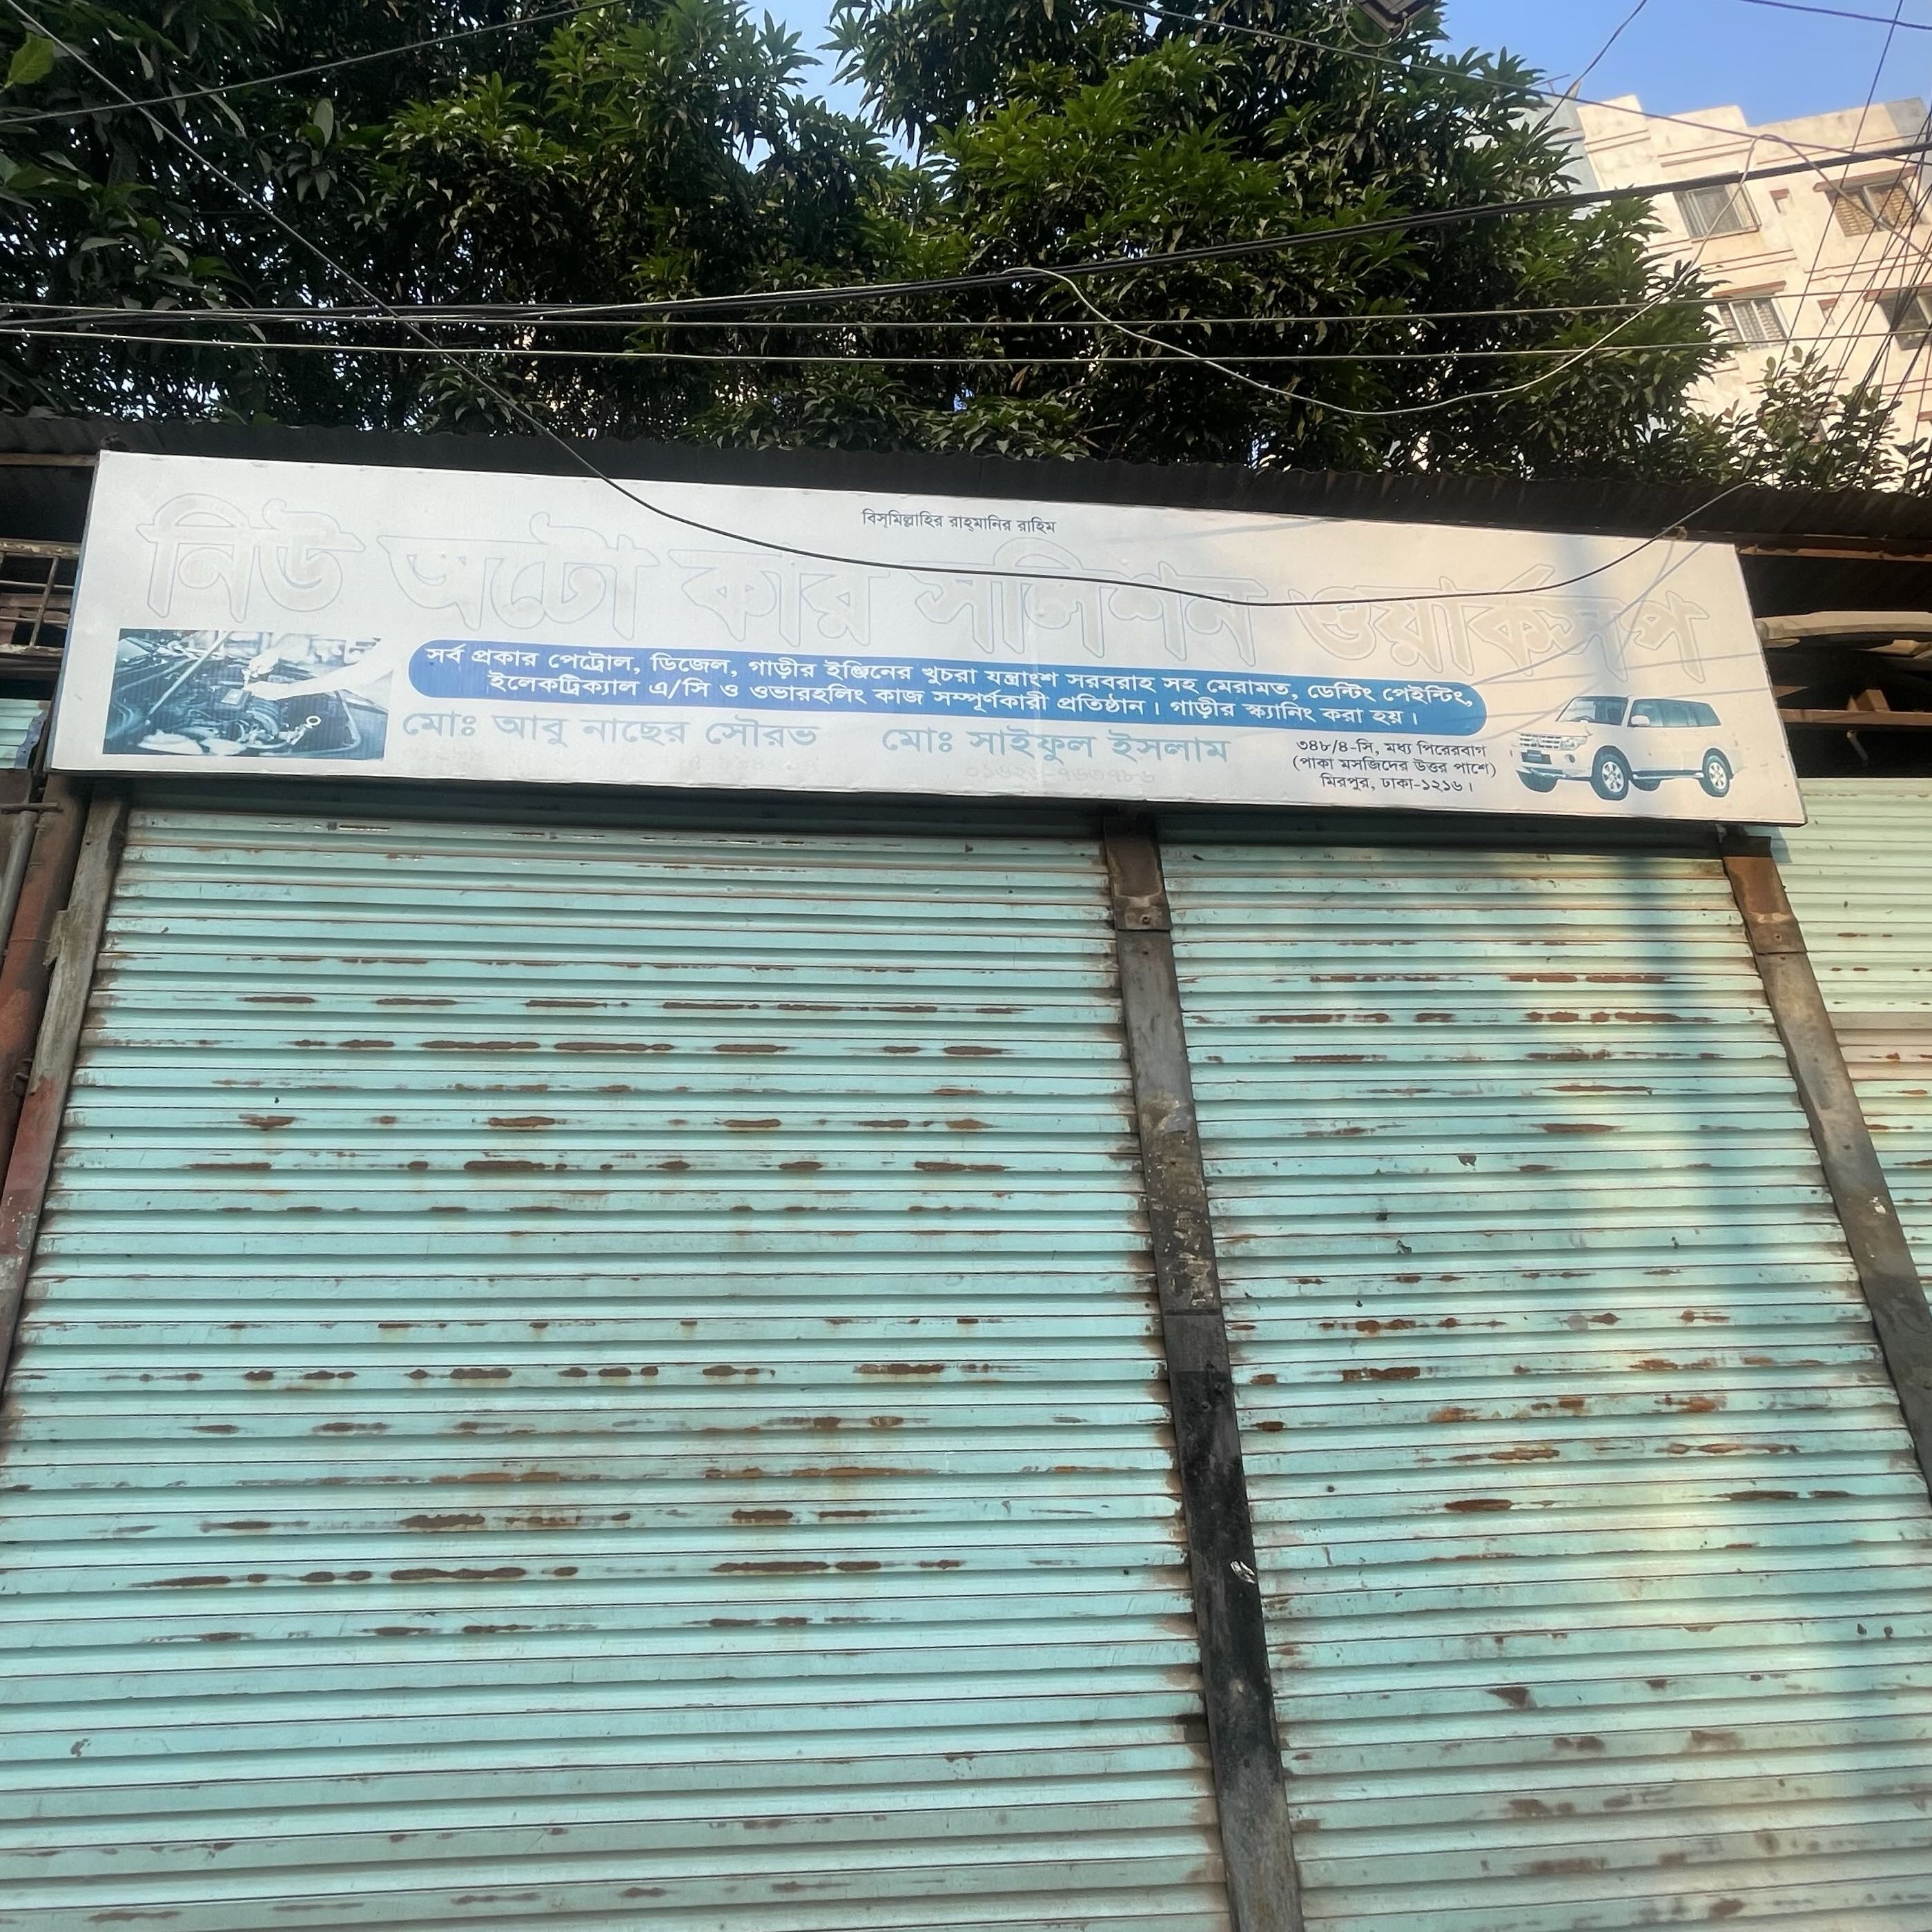 বিস্‌মিল্লাহির রাহ্‌মানির রাহিম
নিউ অটো কার সলিশন ওয়ার্কসপ
সর্ব প্রকার পেট্রোল, ডিজেল, গাড়ীর ইঞ্জিনের খুচরা যন্ত্রাংশ সরবরাহ সহ মেরামত, ডেন্টিং পেইন্টিং,
ইলেকট্রিক্যাল এ/সি ও ওভারহলিং কাজ সম্পূর্ণকারী প্রতিষ্ঠান। গাড়ীর স্ক্যানিং করা হয়।
মোঃ আবু নাছের সৌরভ
মোঃ সাইফুল ইসলাম
৩৪৮/৪-সি, মধ্য পিরেরবাগ
(পাকা মসজিদের উত্তর পাশে)
মিরপুর, ঢাকা-১২১৬।